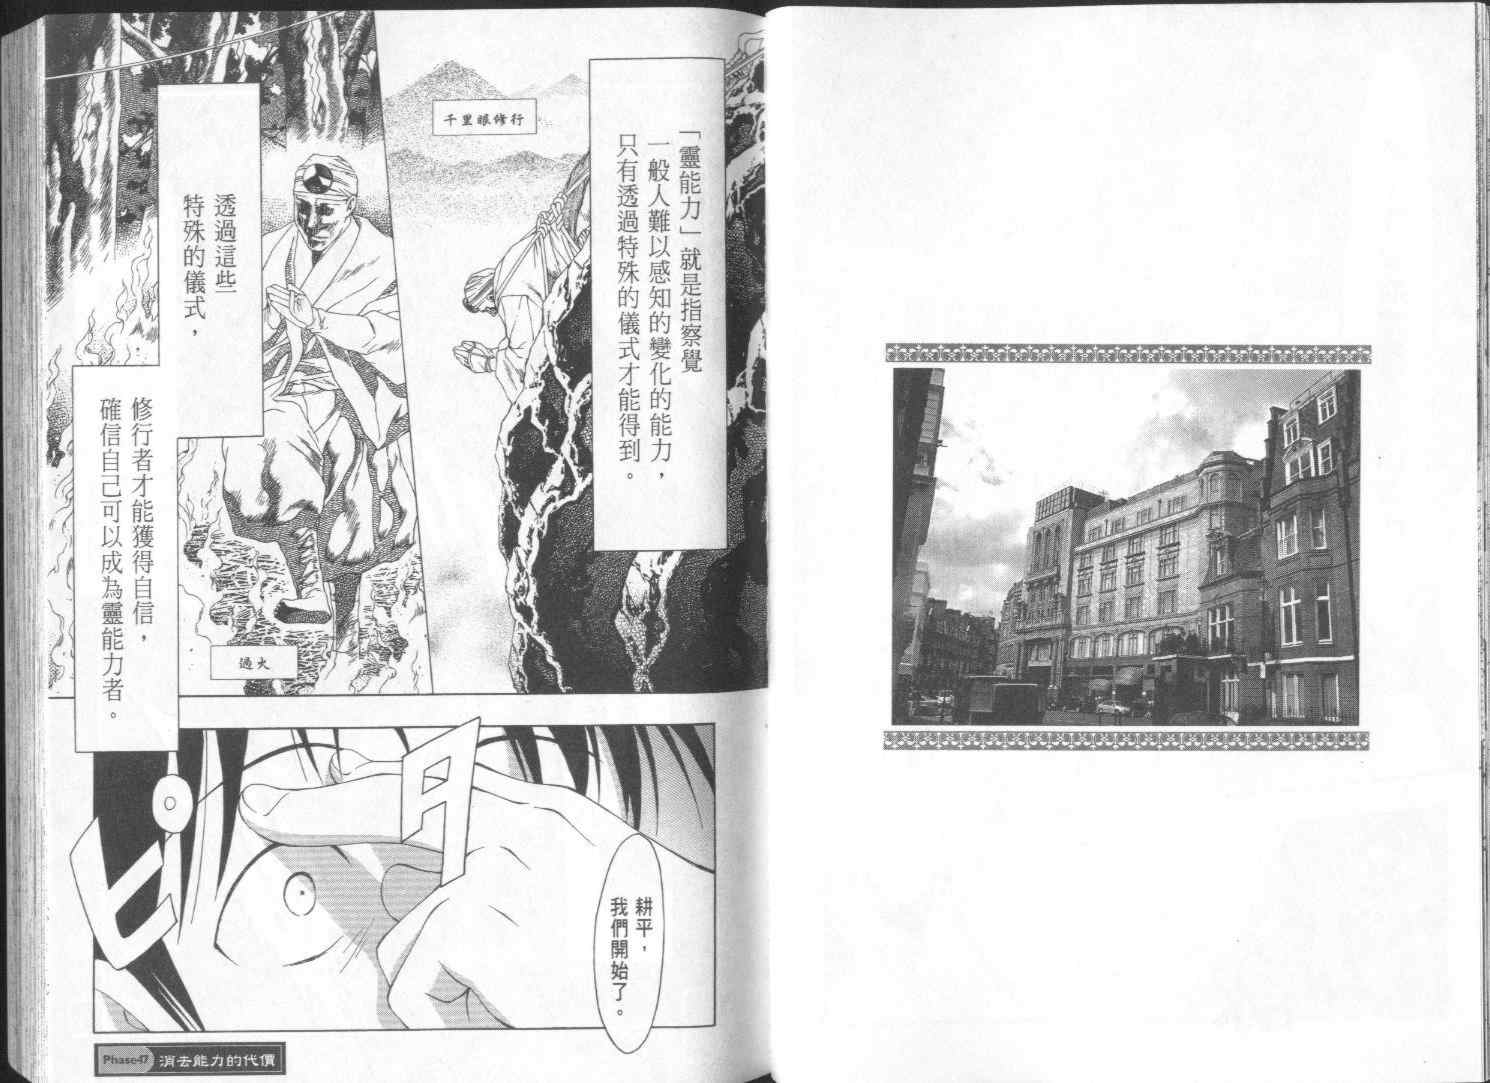 「靈能力」就是指察覺
一般人難以感知的變化的能力，
只有透過特殊的儀式才能得到。
千里眼修行
透過這些
特殊的儀式，
過火
修行者才能獲得自信，
確信自己可以成為靈能力者。
ピタ
耕平，
我們開始了。
Phase47 消去能力的代價